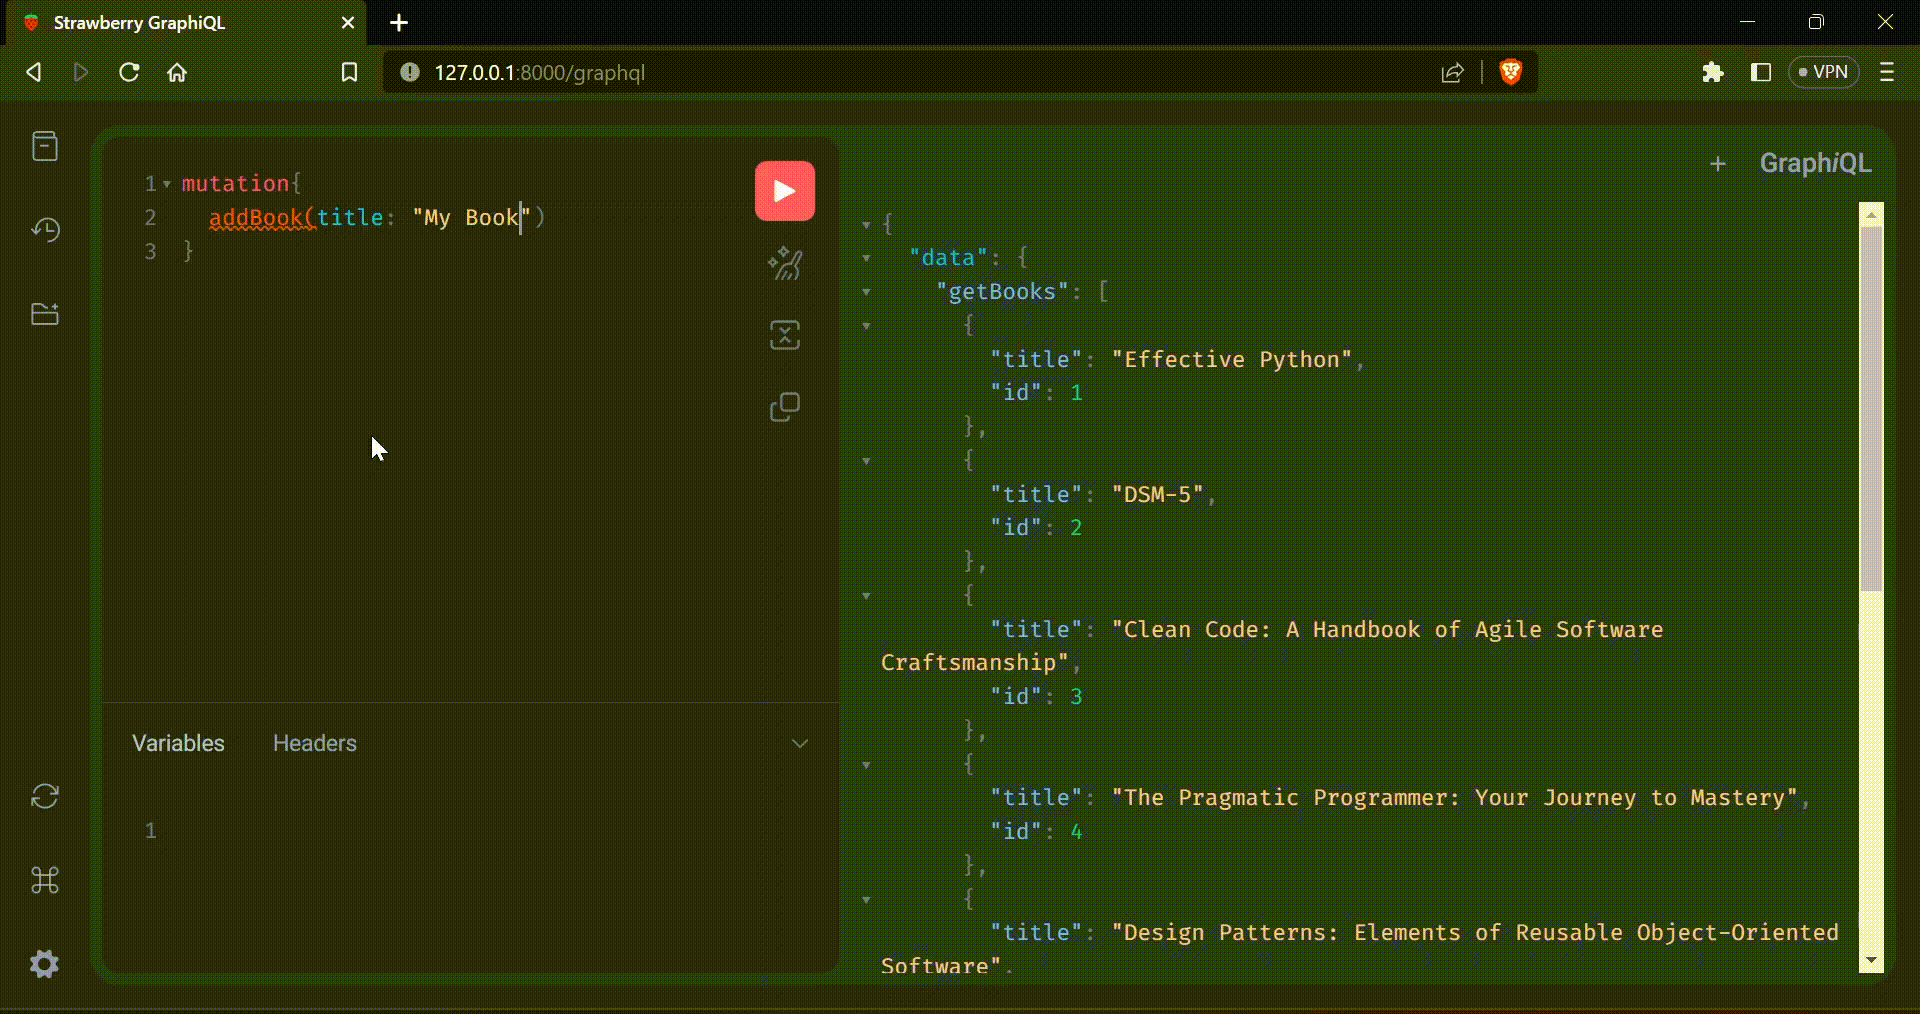 Strawberry GraphiQL
127.0.0.1:8000/graphql
VPN
1 mutation{
2 addBook(title: "My Book")
3 }
Variables Headers
1
GraphiQL
{
"data": {
"getBooks": [
{
"title": "Effective Python",
"id": 1
},
{
"title": "DSM-5",
"id": 2
},
{
"title": "Clean Code: A Handbook of Agile Software
Craftsmanship",
"id": 3
},
{
"title": "The Pragmatic Programmer: Your Journey to Mastery",
"id": 4
},
{
"title": "Design Patterns: Elements of Reusable Object-Oriented
Software",